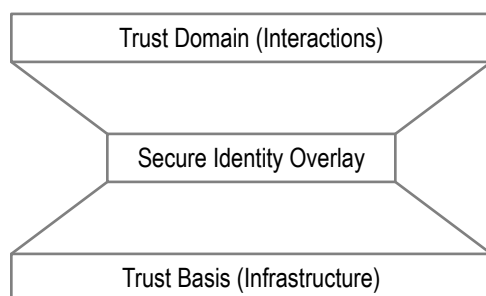 Trust Domain (Interactions)
Secure Identity Overlay
Trust Basis (Infrastructure)